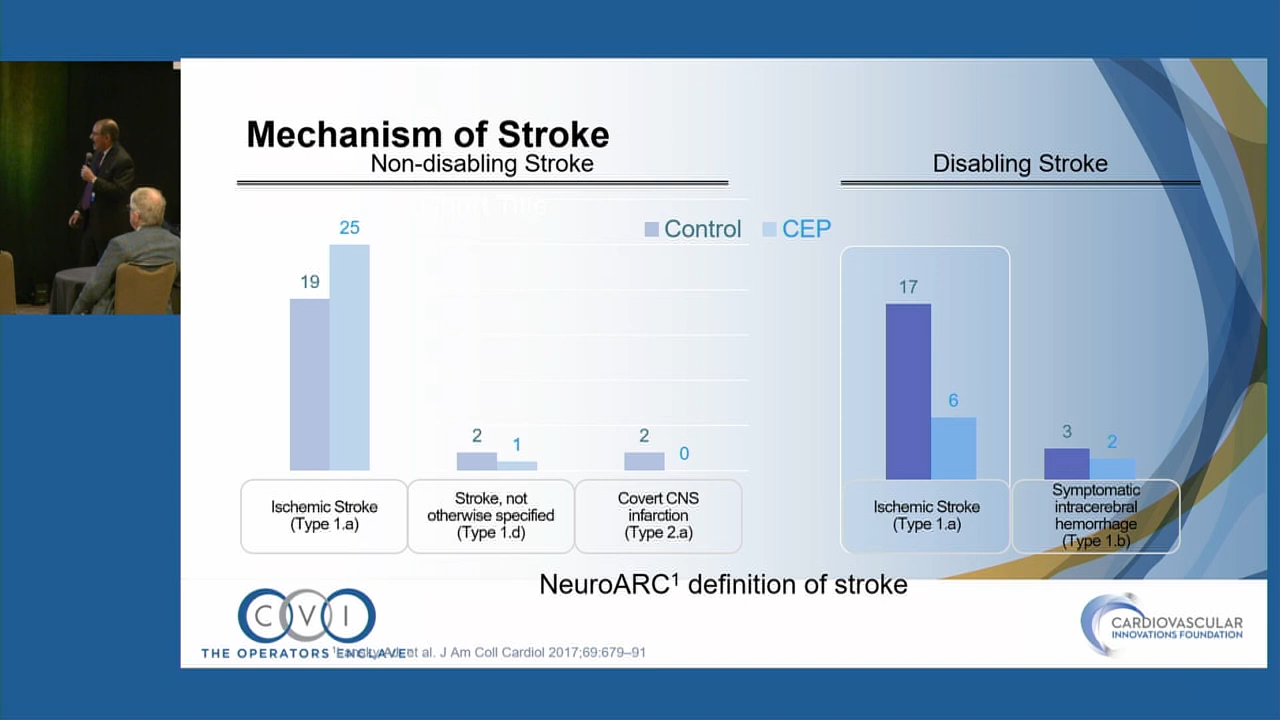 Mechanism of Stroke
Non-disabling Stroke
Disabling Stroke
Control
CEP
25
19
2
1
2
0
17
6
3
2
Ischemic Stroke
(Type 1.a)
Stroke, not
otherwise specified
(Type 1.d)
Covert CNS
infarction
(Type 2.a)
Ischemic Stroke
(Type 1.a)
Symptomatic
intracerebral
hemorrhage
(Type 1.b)
NeuroARC¹ definition of stroke
CVI
THE OPERATORS ENCLAVE
et al. J Am Coll Cardiol 2017;69:679–91
CARDIOVASCULAR
INNOVATIONS FOUNDATION